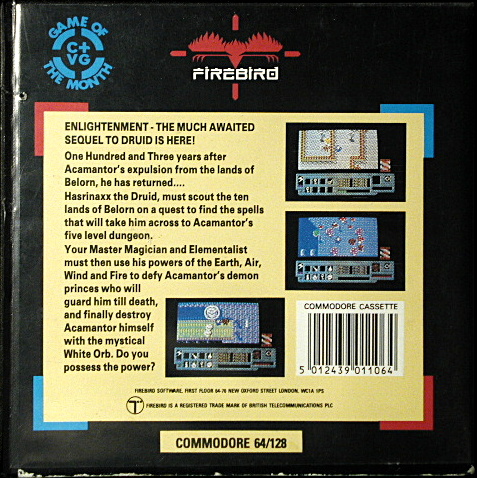 GAME OF
C+VG
THE MONTH
FIREBIRD
ENLIGHTENMENT - THE MUCH AWAITED
SEQUEL TO DRUID IS HERE!
One Hundred and Three years after
Acamantor's expulsion from the lands of
Belorn, he has returned....
Hasrinaxx the Druid, must scout the ten
lands of Belorn on a quest to find the spells
that will take him across to Acamantor's
five level dungeon.
Your Master Magician and Elementalist
must then use his powers of the Earth, Air,
Wind and Fire to defy Acamantor's demon
princes who will
guard him till death,
and finally destroy
Acamantor himself
with the mystical
White Orb. Do you
possess the power?
COMMODORE CASSETTE
5 012439 011064
FIREBIRD SOFTWARE, FIRST FLOOR 64-76 NEW OXFORD STREET LONDON, WC1A 1PS
T FIREBIRD IS A REGISTERED TRADE MARK OF BRITISH TELECOMMUNICATIONS PLC
COMMODORE 64/128